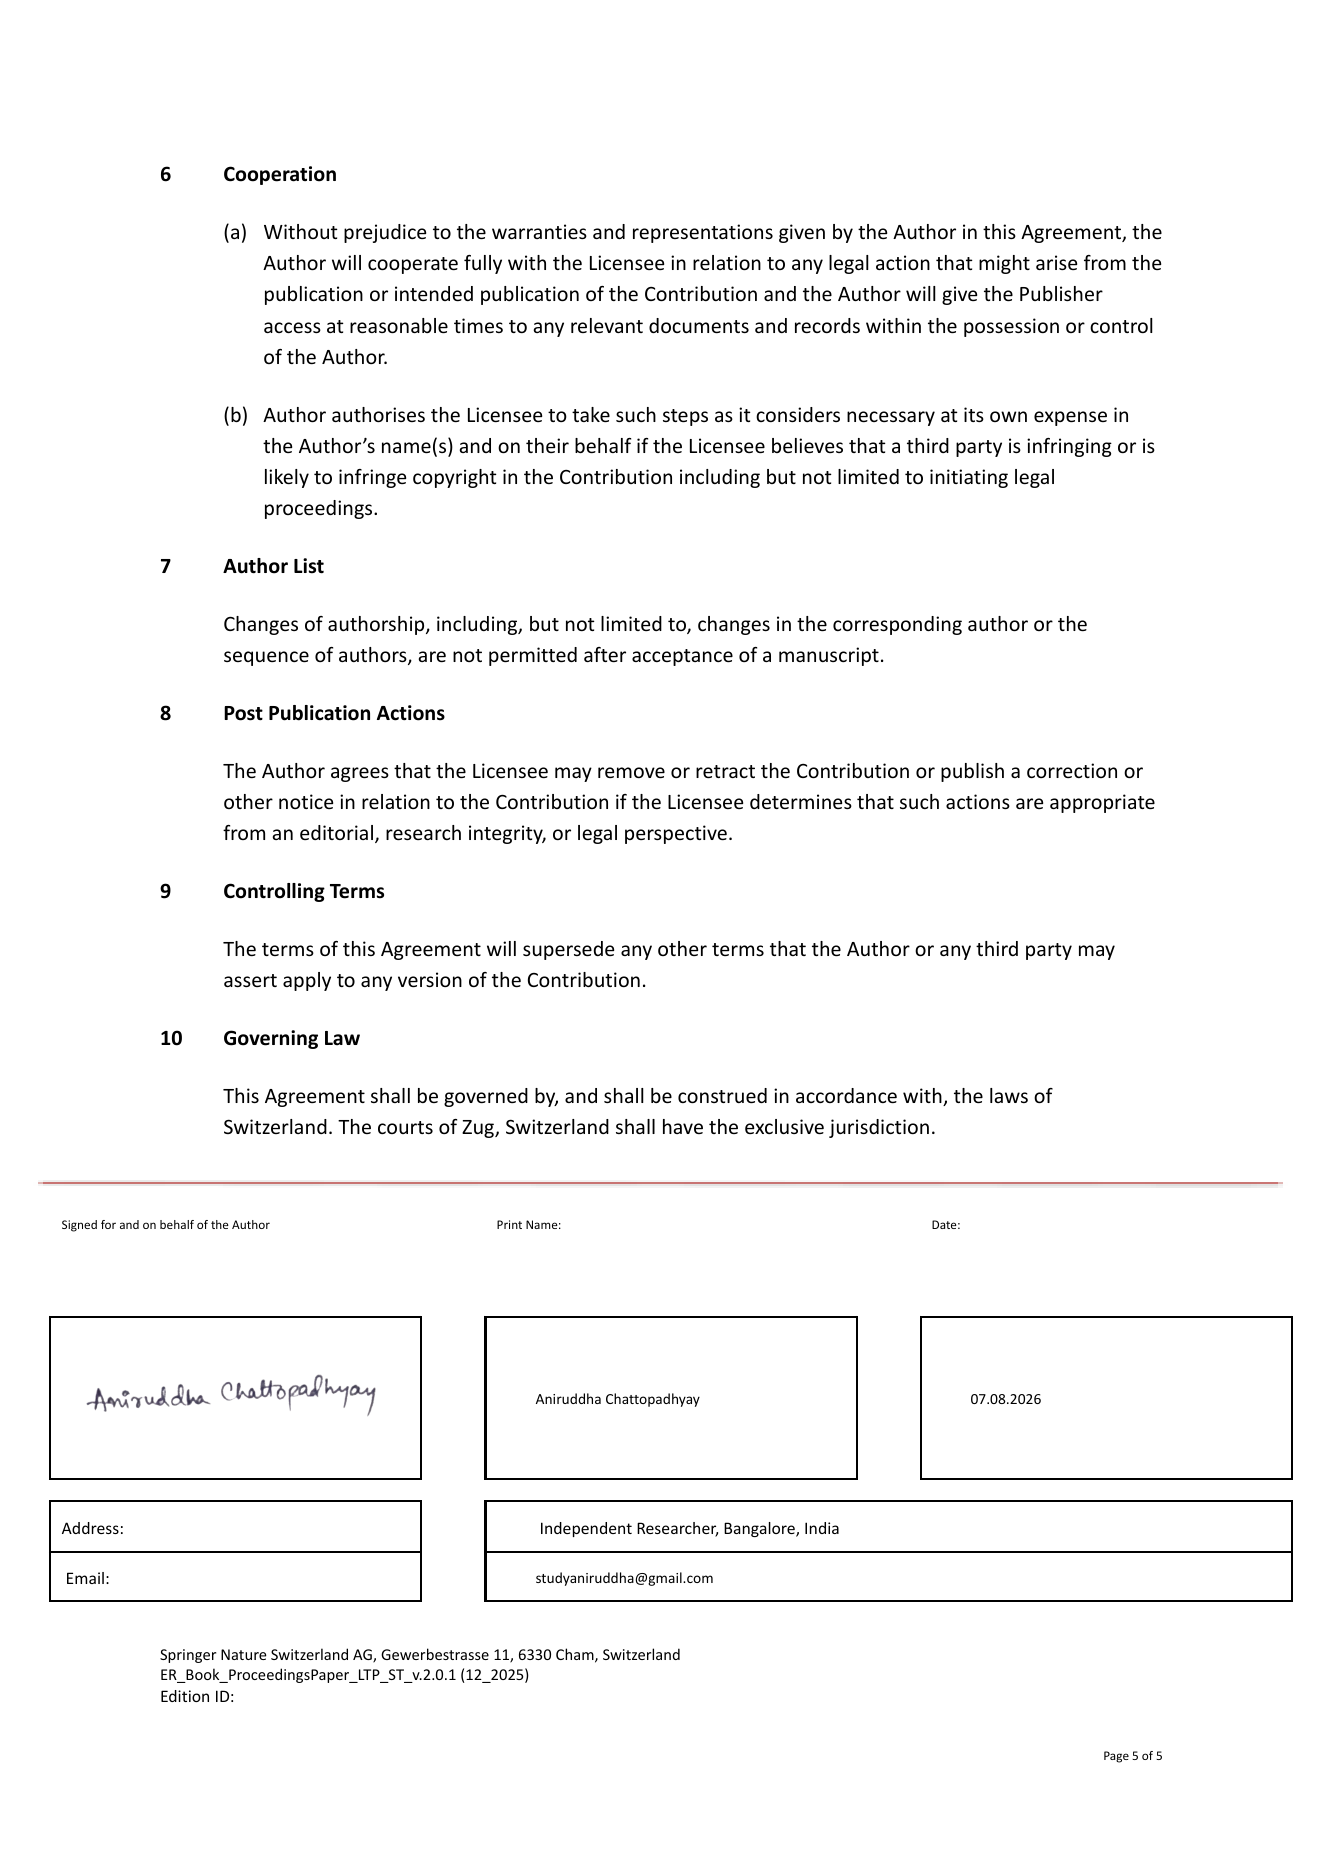 6 Cooperation
(a) Without prejudice to the warranties and representations given by the Author in this Agreement, the
Author will cooperate fully with the Licensee in relation to any legal action that might arise from the
publication or intended publication of the Contribution and the Author will give the Publisher
access at reasonable times to any relevant documents and records within the possession or control
of the Author.
(b) Author authorises the Licensee to take such steps as it considers necessary at its own expense in
the Author’s name(s) and on their behalf if the Licensee believes that a third party is infringing or is
likely to infringe copyright in the Contribution including but not limited to initiating legal
proceedings.
7 Author List
Changes of authorship, including, but not limited to, changes in the corresponding author or the
sequence of authors, are not permitted after acceptance of a manuscript.
8 Post Publication Actions
The Author agrees that the Licensee may remove or retract the Contribution or publish a correction or
other notice in relation to the Contribution if the Licensee determines that such actions are appropriate
from an editorial, research integrity, or legal perspective.
9 Controlling Terms
The terms of this Agreement will supersede any other terms that the Author or any third party may
assert apply to any version of the Contribution.
10 Governing Law
This Agreement shall be governed by, and shall be construed in accordance with, the laws of
Switzerland. The courts of Zug, Switzerland shall have the exclusive jurisdiction.
Signed for and on behalf of the Author Print Name: Date:
Aniruddha Chattopadhyay Aniruddha Chattopadhyay 07.08.2026
Address: Independent Researcher, Bangalore, India
Email: studyaniruddha@gmail.com
Springer Nature Switzerland AG, Gewerbestrasse 11, 6330 Cham, Switzerland
ER_Book_ProceedingsPaper_LTP_ST_v.2.0.1 (12_2025)
Edition ID:
Page 5 of 5